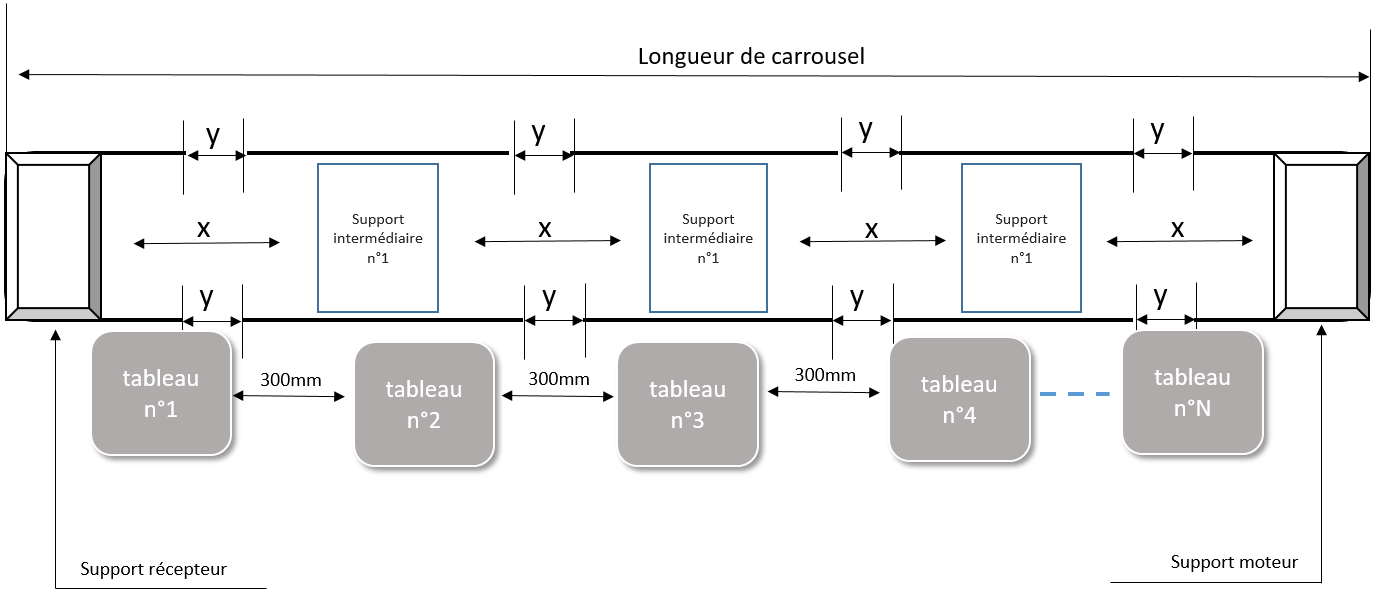 Longueur de carrousel
y
y
y
y
Support
intermédiaire
n°1
Support
intermédiaire
n°1
Support
intermédiaire
n°1
x
x
x
x
y
y
y
y
tableau
n°1
300mm
tableau
n°2
300mm
tableau
n°3
300mm
tableau
n°4
tableau
n°N
Support récepteur
Support moteur